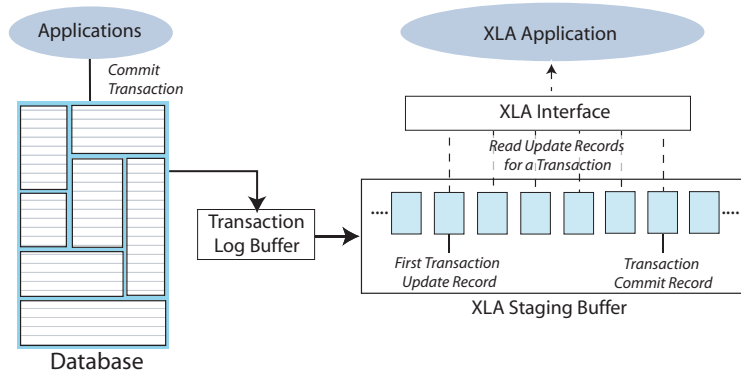 Applications
XLA Application
Commit
Transaction
XLA Interface
Read Update Records
for a Transaction
Transaction
Log Buffer
....
....
First Transaction
Update Record
Transaction
Commit Record
XLA Staging Buffer
Database